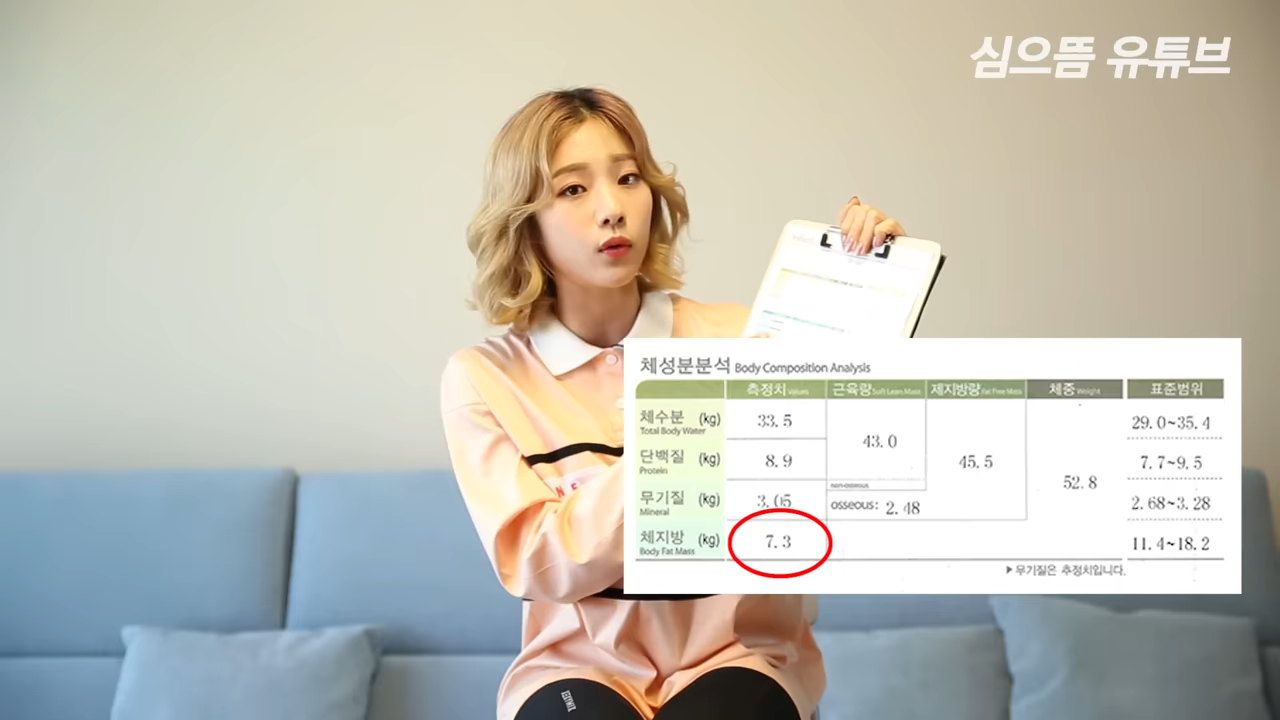 심으뜸 유튜브
체성분분석 Body Composition Analysis
측정치 Values 근육량 Soft Lean Mass 제지방량 Fat Free Mass 체중 Weight 표준범위
체수분 (kg) 33.5 43.0 45.5 52.8 29.0~35.4
Total Body Water
단백질 (kg) 8.9 7.7~9.5
Protein
non-osseous
무기질 (kg) 3.05 osseous: 2.48 2.68~3.28
Mineral
체지방 (kg) 7.3 11.4~18.2
Body Fat Mass
▶무기질은 추정치입니다.
XEXYMIX